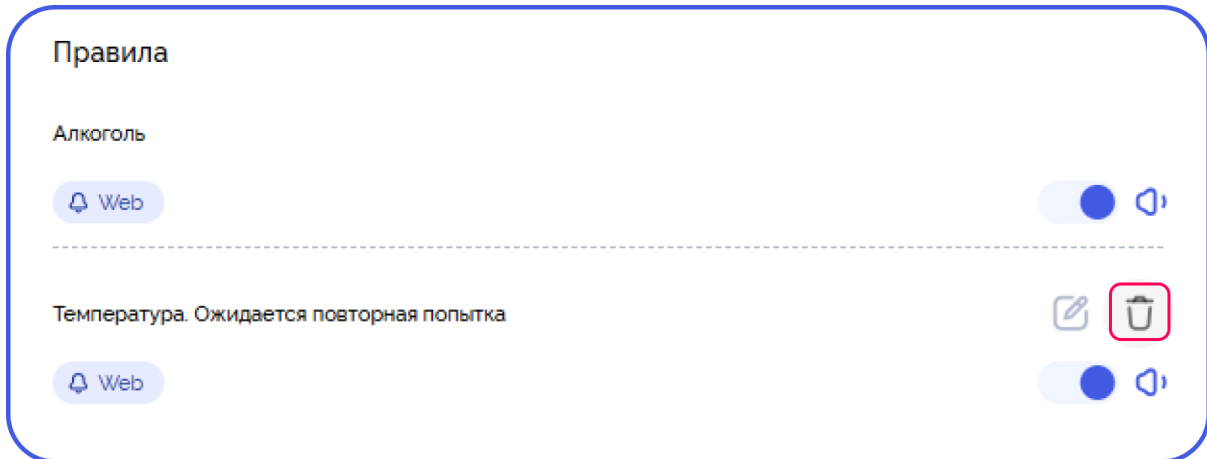 Правила
Алкоголь
Web
Температура. Ожидается повторная попытка
Web